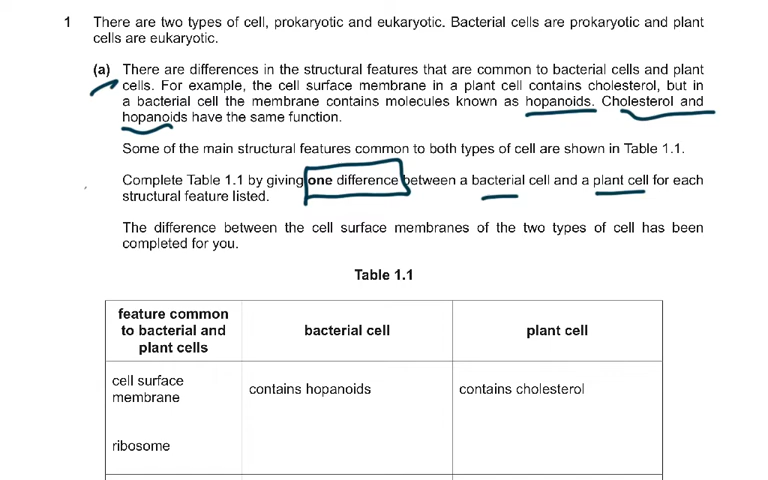 1 There are two types of cell, prokaryotic and eukaryotic. Bacterial cells are prokaryotic and plant
cells are eukaryotic.
(a) There are differences in the structural features that are common to bacterial cells and plant
cells. For example, the cell surface membrane in a plant cell contains cholesterol, but in
a bacterial cell the membrane contains molecules known as hopanoids. Cholesterol and
hopanoids have the same function.
Some of the main structural features common to both types of cell are shown in Table 1.1.
Complete Table 1.1 by giving one difference between a bacterial cell and a plant cell for each
structural feature listed.
The difference between the cell surface membranes of the two types of cell has been
completed for you.
Table 1.1
feature common
to bacterial and
plant cells
bacterial cell
plant cell
cell surface
membrane
contains hopanoids
contains cholesterol
ribosome